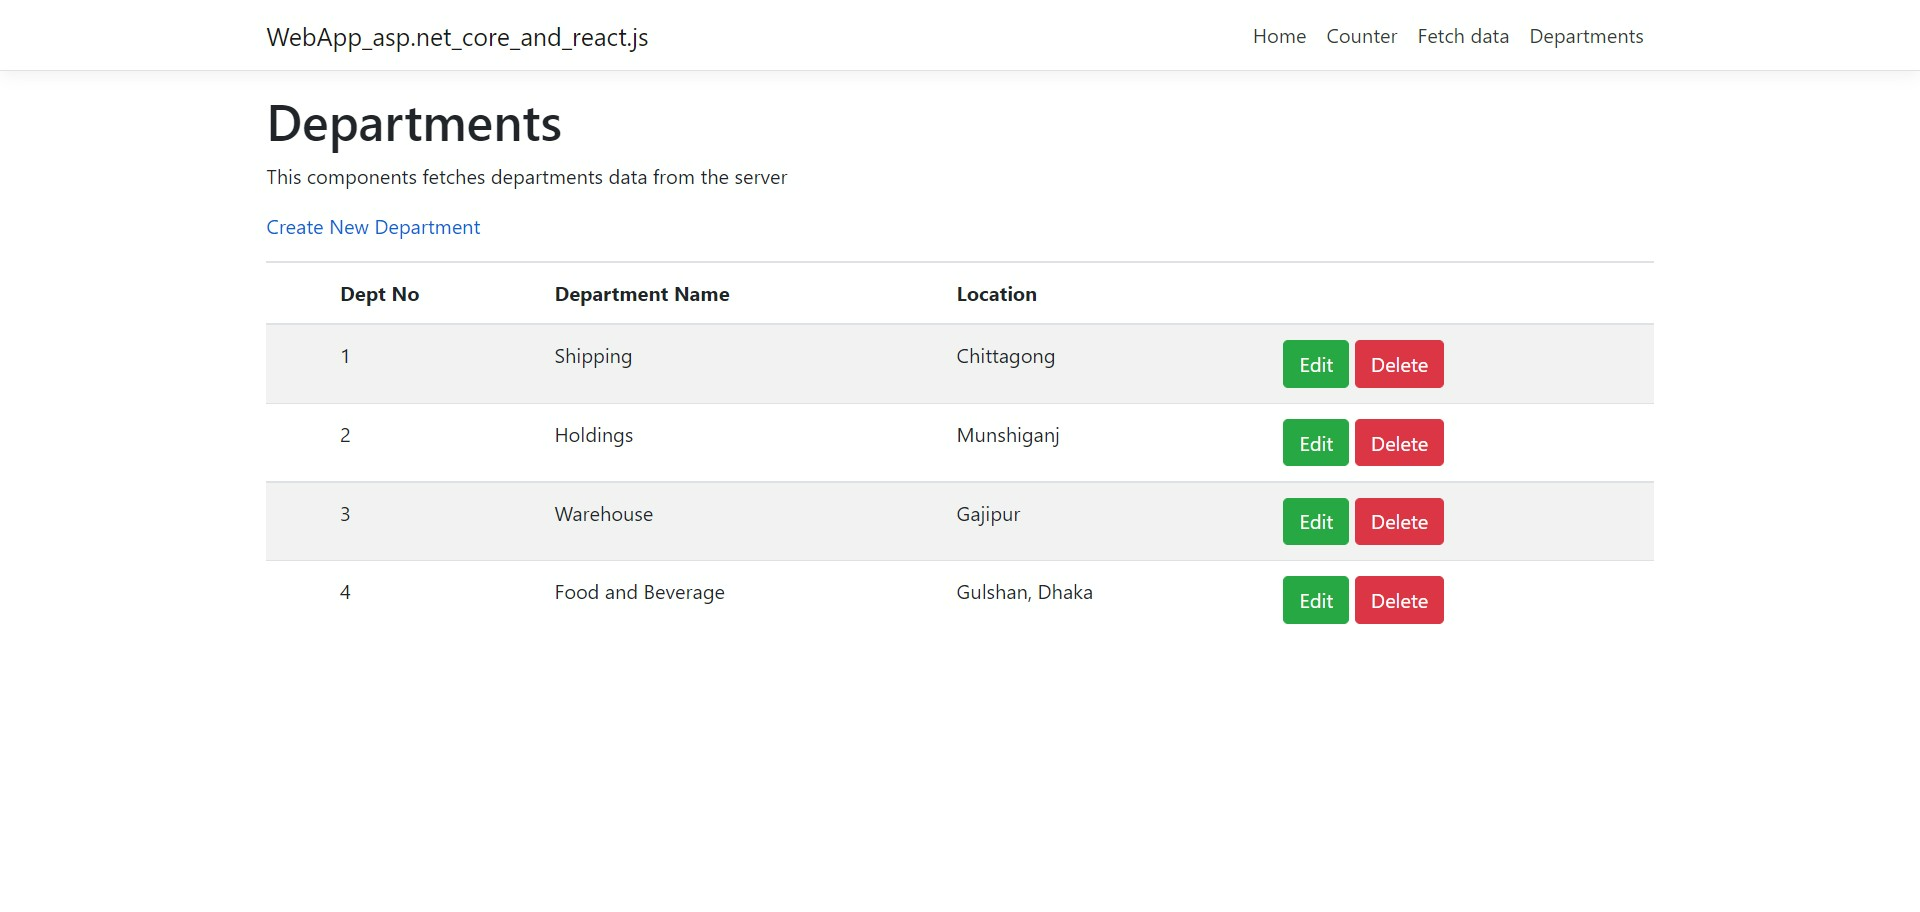 WebApp_asp.net_core_and_react.js Home Counter Fetch data Departments
Departments
This components fetches departments data from the server
Create New Department
Dept No Department Name Location
1 Shipping Chittagong Edit Delete
2 Holdings Munshiganj Edit Delete
3 Warehouse Gajipur Edit Delete
4 Food and Beverage Gulshan, Dhaka Edit Delete